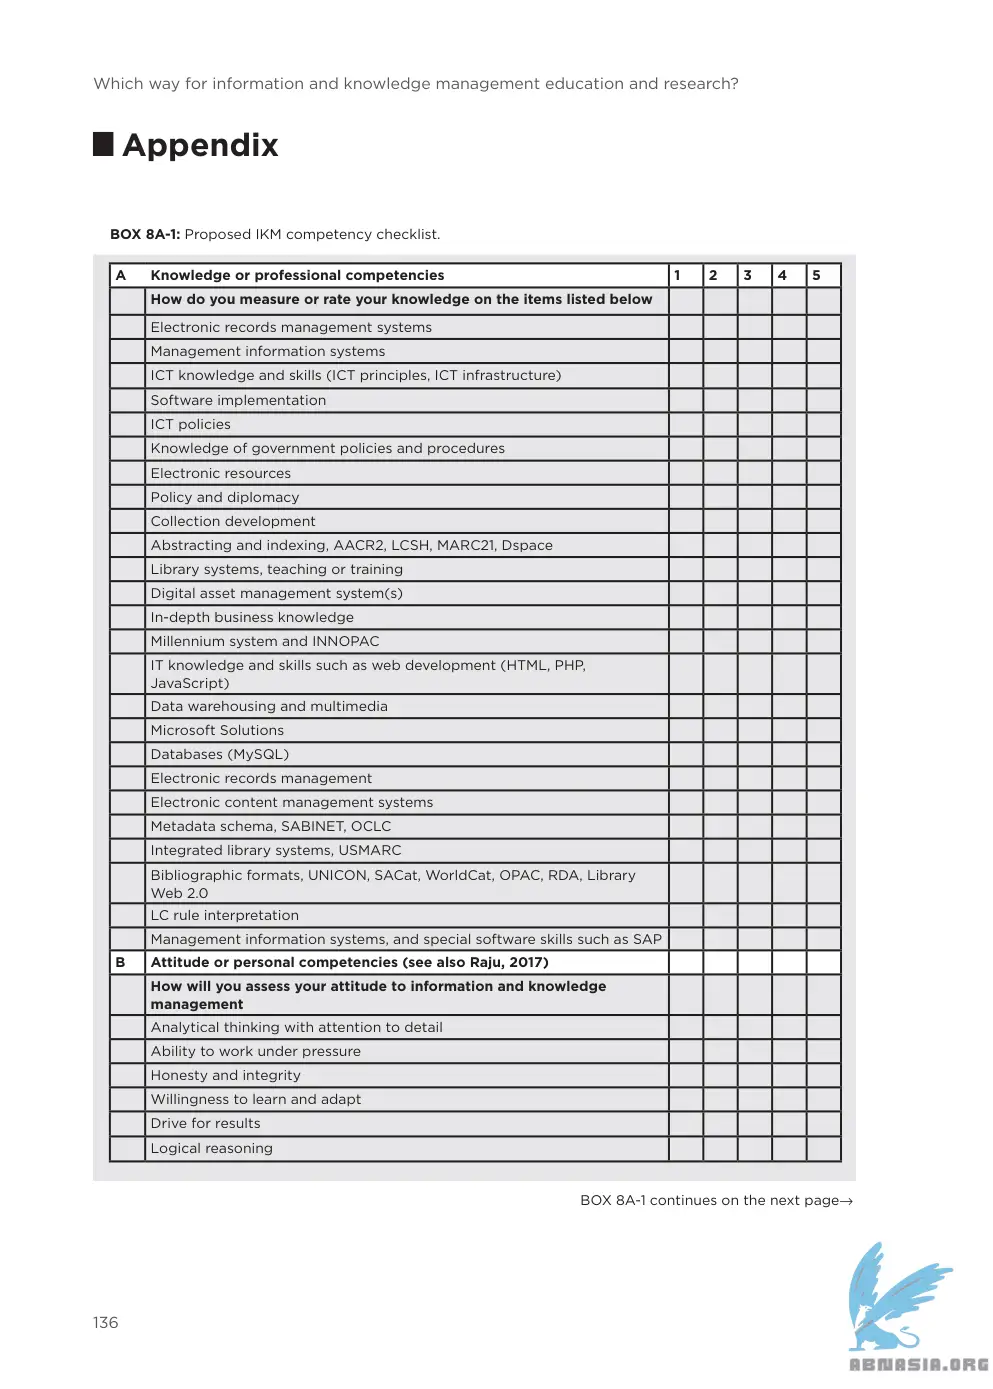 Which way for information and knowledge management education and research?
Appendix
BOX 8A-1: Proposed IKM competency checklist.
A Knowledge or professional competencies 1 2 3 4 5
How do you measure or rate your knowledge on the items listed below
Electronic records management systems
Management information systems
ICT knowledge and skills (ICT principles, ICT infrastructure)
Software implementation
ICT policies
Knowledge of government policies and procedures
Electronic resources
Policy and diplomacy
Collection development
Abstracting and indexing, AACR2, LCSH, MARC21, Dspace
Library systems, teaching or training
Digital asset management system(s)
In-depth business knowledge
Millennium system and INNOPAC
IT knowledge and skills such as web development (HTML, PHP,
JavaScript)
Data warehousing and multimedia
Microsoft Solutions
Databases (MySQL)
Electronic records management
Electronic content management systems
Metadata schema, SABINET, OCLC
Integrated library systems, USMARC
Bibliographic formats, UNICON, SACat, WorldCat, OPAC, RDA, Library
Web 2.0
LC rule interpretation
Management information systems, and special software skills such as SAP
B Attitude or personal competencies (see also Raju, 2017)
How will you assess your attitude to information and knowledge
management
Analytical thinking with attention to detail
Ability to work under pressure
Honesty and integrity
Willingness to learn and adapt
Drive for results
Logical reasoning
BOX 8A-1 continues on the next page→
136
ABNASIA.ORG